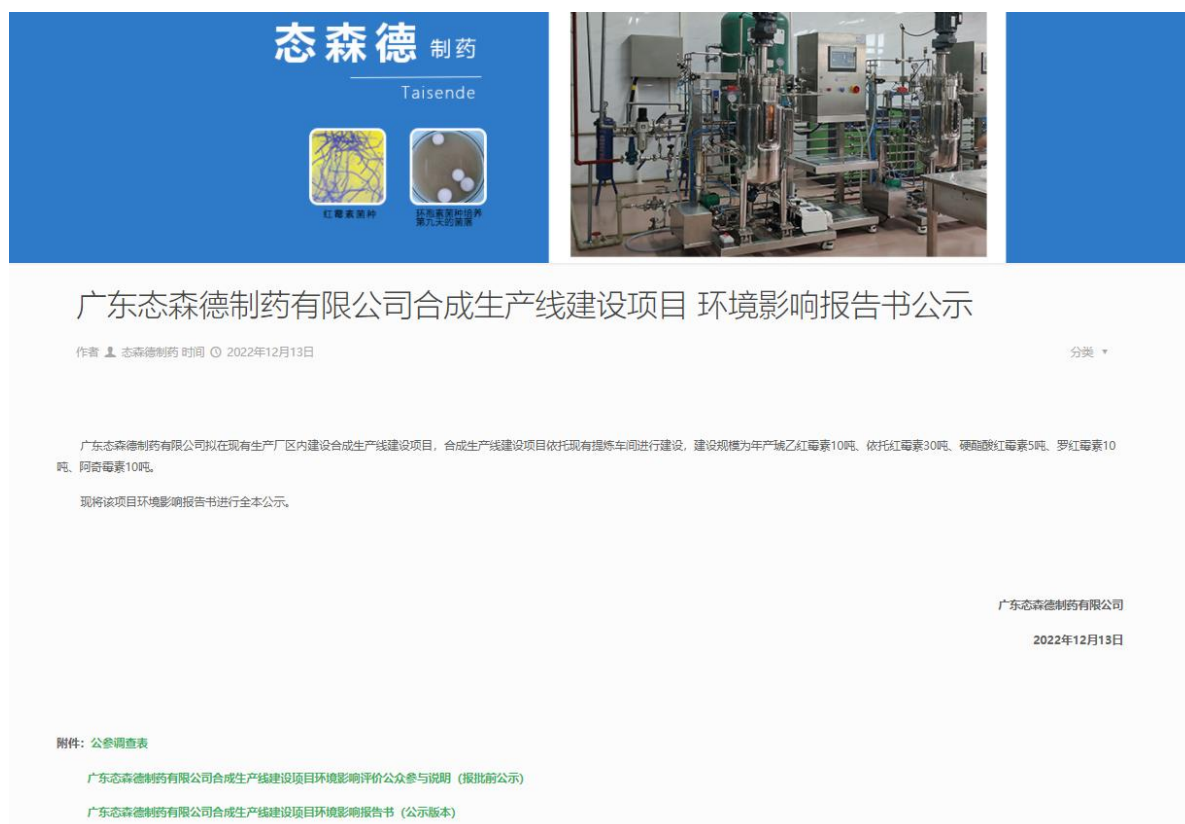 态森德 制药
Taisende
红霉素菌种
环孢素菌种培养
第九天的菌落
广东态森德制药有限公司合成生产线建设项目 环境影响报告书公示
作者 态森德制药 时间 2022年12月13日
分类
广东态森德制药有限公司拟在现有生产厂区内建设合成生产线建设项目，合成生产线建设项目依托现有提炼车间进行建设，建设规模为年产琥乙红霉素10吨、依托红霉素30吨、硬脂酸红霉素5吨、罗红霉素10
吨、阿奇霉素10吨。
现将该项目环境影响报告书进行全本公示。
广东态森德制药有限公司
2022年12月13日
附件：公参调查表
广东态森德制药有限公司合成生产线建设项目环境影响评价公众参与说明（报批前公示）
广东态森德制药有限公司合成生产线建设项目环境影响报告书（公示版本）